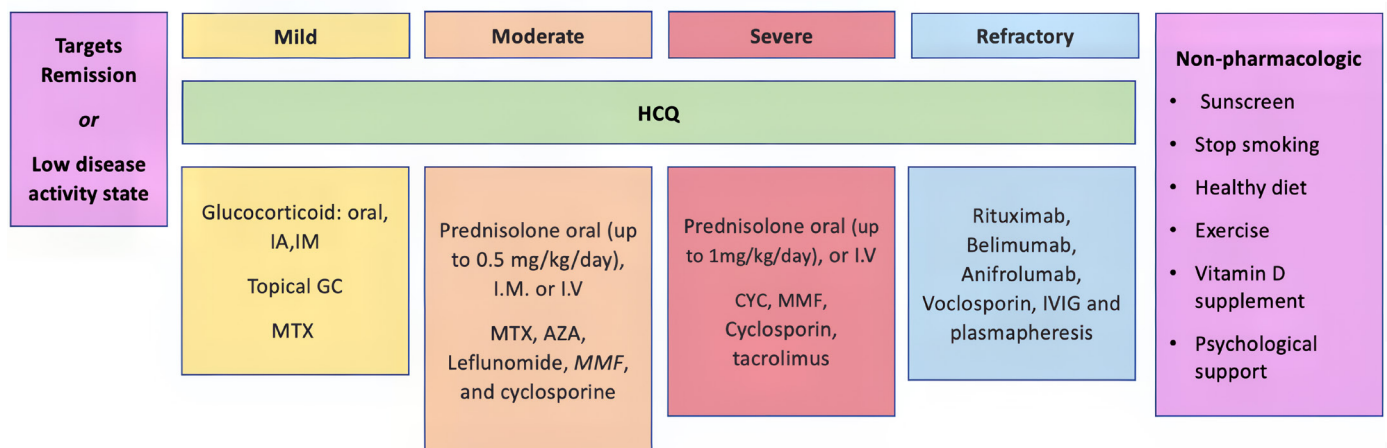 Targets
Remission
or
Low disease
activity state
Mild
Moderate
Severe
Refractory
HCQ
Glucocorticoid: oral,
IA,IM
Topical GC
MTX
Prednisolone oral (up
to 0.5 mg/kg/day),
I.M. or I.V
MTX, AZA,
Leflunomide, MMF,
and cyclosporine
Prednisolone oral (up
to 1mg/kg/day), or I.V
CYC, MMF,
Cyclosporin,
tacrolimus
Rituximab,
Belimumab,
Anifrolumab,
Voclosporin, IVIG and
plasmapheresis
Non-pharmacologic
• Sunscreen
• Stop smoking
• Healthy diet
• Exercise
• Vitamin D
supplement
• Psychological
support